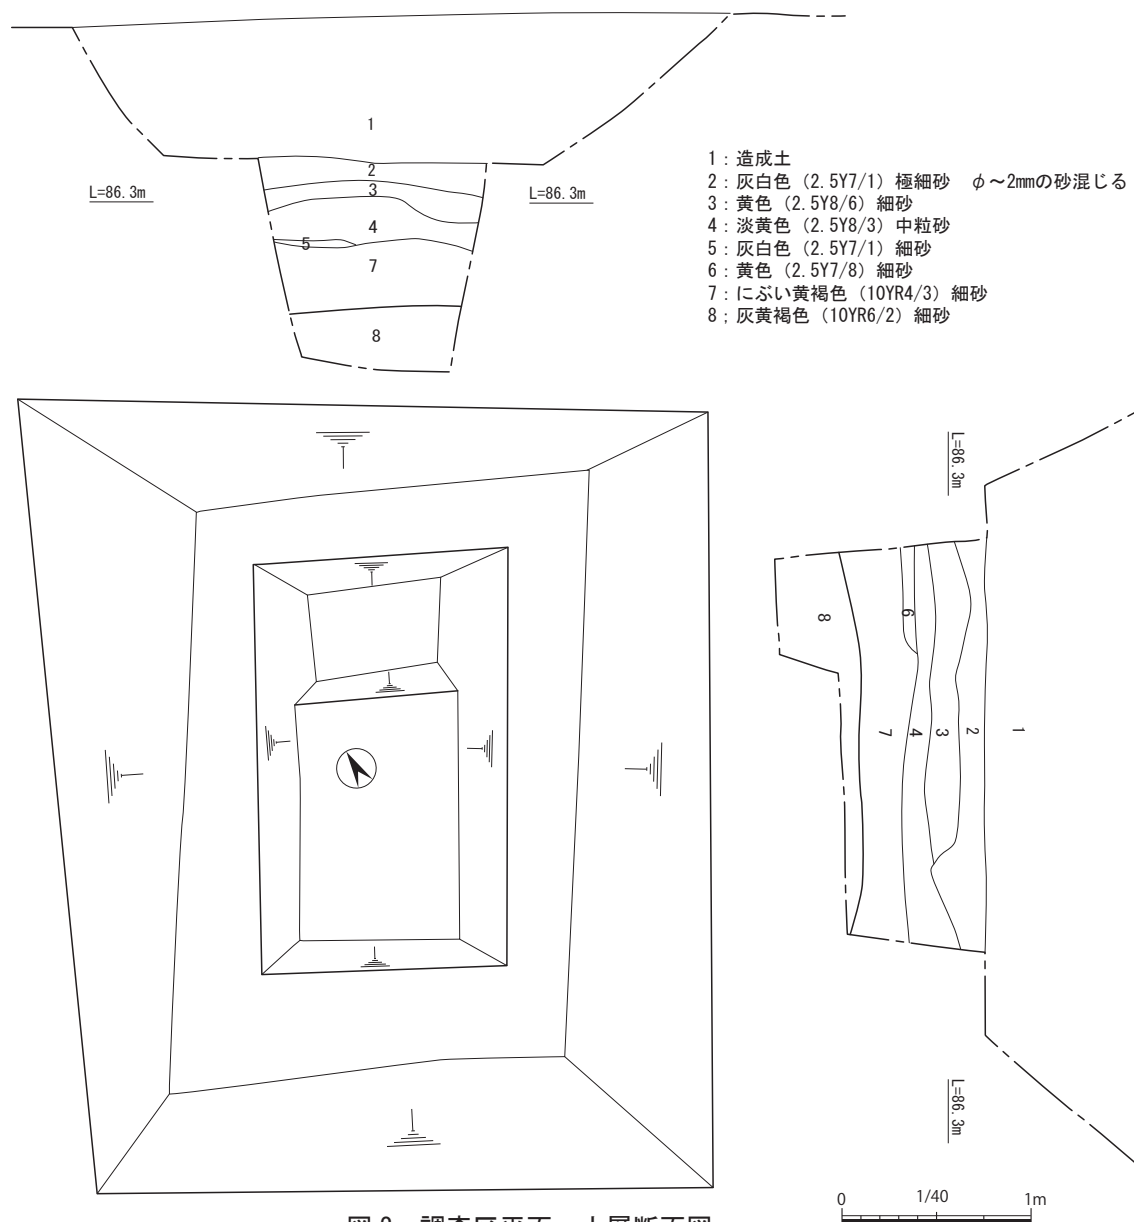 1
2
3
4
5
7
8
L=86.3m
L=86.3m
1：造成土
2：灰白色（2.5Y7/1）極細砂　φ～2mmの砂混じる
3：黄色（2.5Y8/6）細砂
4：淡黄色（2.5Y8/3）中粒砂
5：灰白色（2.5Y7/1）細砂
6：黄色（2.5Y7/8）細砂
7：にぶい黄褐色（10YR4/3）細砂
8；灰黄褐色（10YR6/2）細砂
L=86.3m
8
6
7
4
3
2
1
L=86.3m
0
1/40
1m